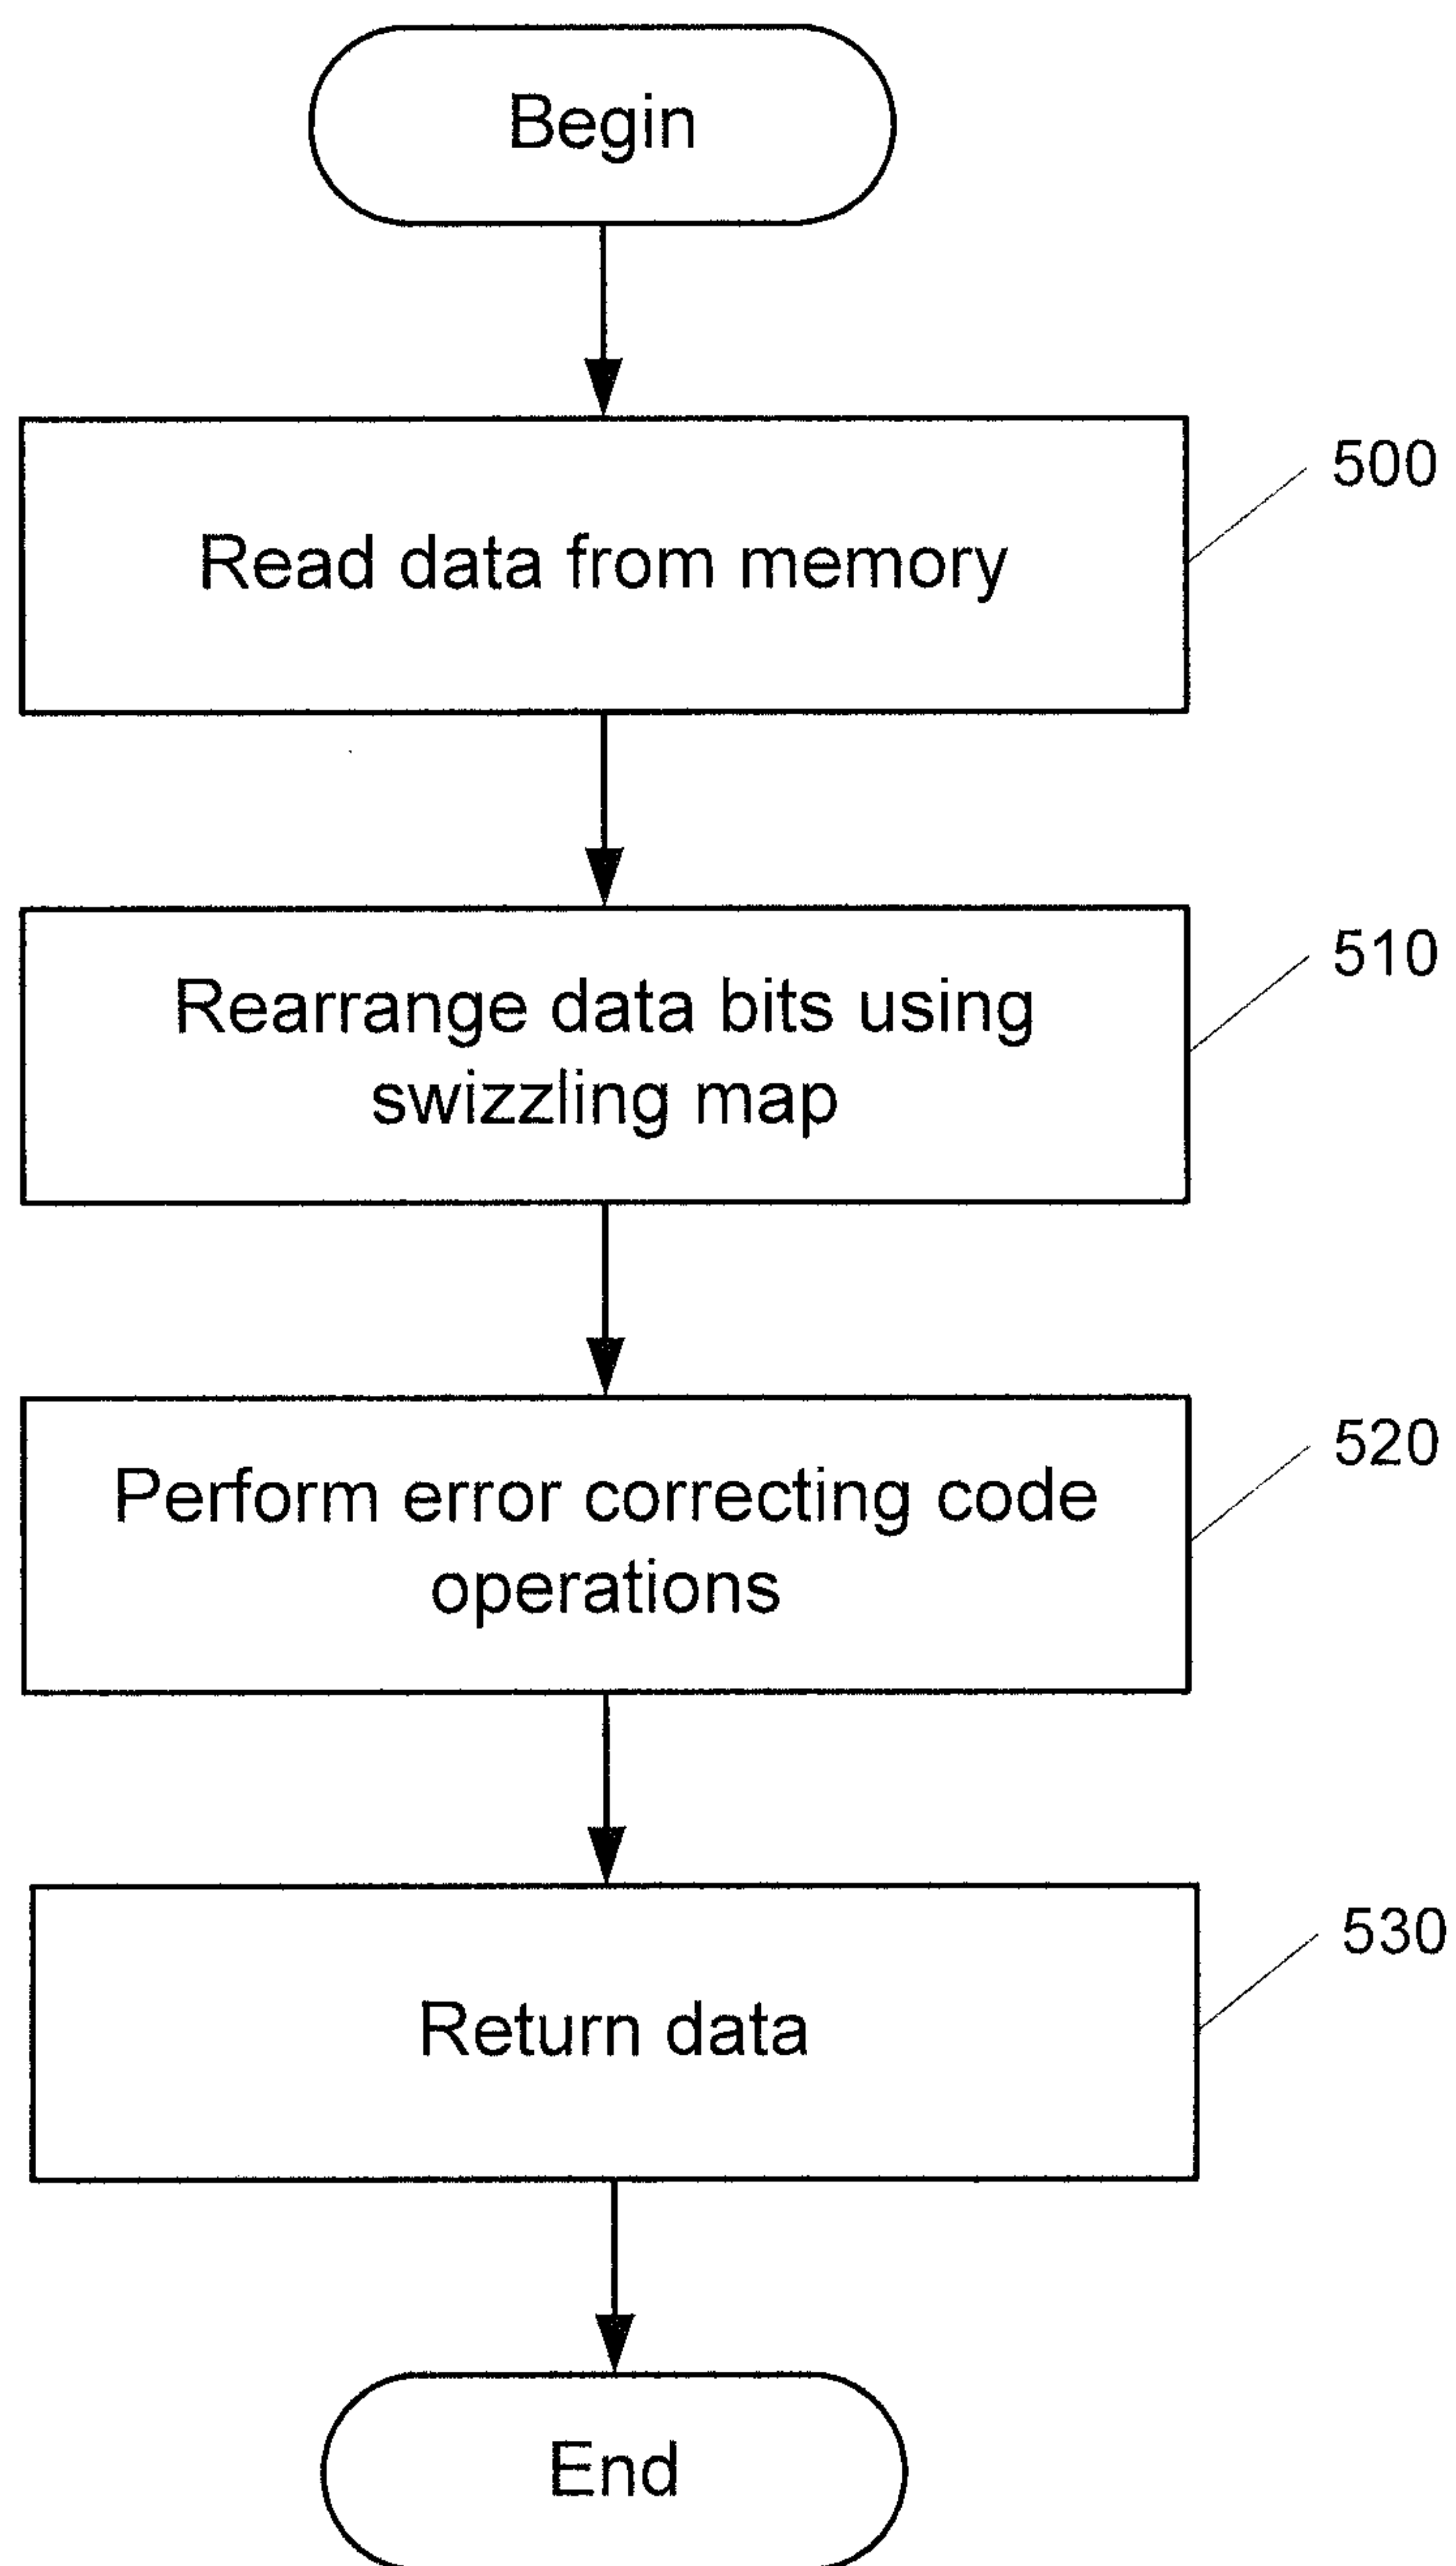 Begin
Read data from memory
500
Rearrange data bits using
swizzling map
510
Perform error correcting code
operations
520
Return data
530
End